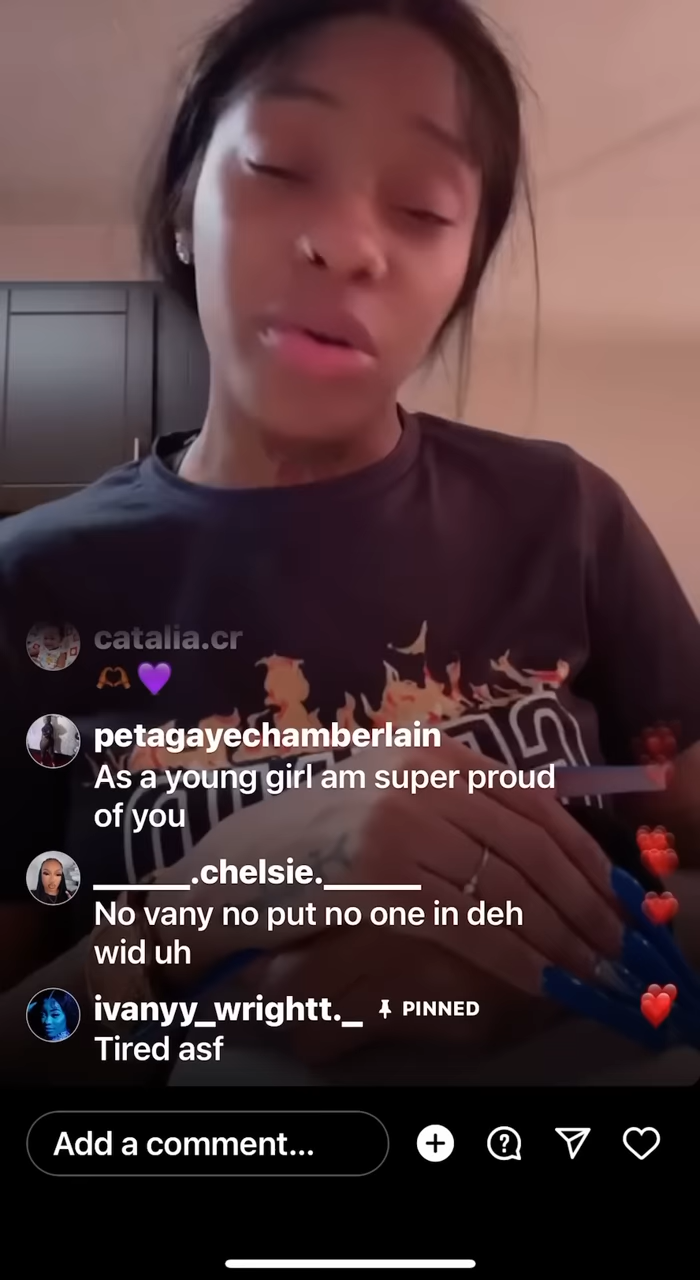 catalia.cr
🫶🏾💜
petagayechamberlain
As a young girl am super proud
of you
______.chelsie.______
No vany no put no one in deh
wid uh
ivanyy_wrightt._ PINNED
Tired asf
Add a comment...